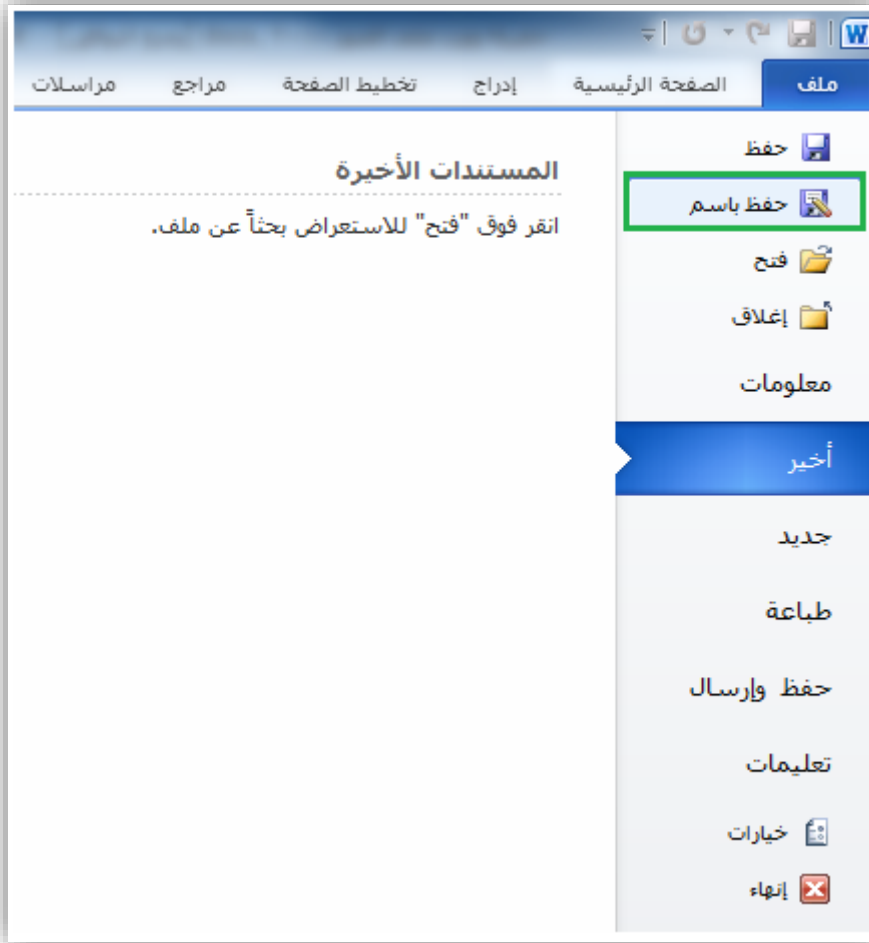 W
ملف الصفحة الرئيسية إدراج تخطيط الصفحة مراجع مراسلات
حفظ
حفظ باسم
فتح
إغلاق
معلومات
أخير
جديد
طباعة
حفظ وإرسال
تعليمات
خيارات
إنهاء
المستندات الأخيرة
انقر فوق "فتح" للاستعراض بحثاً عن ملف.